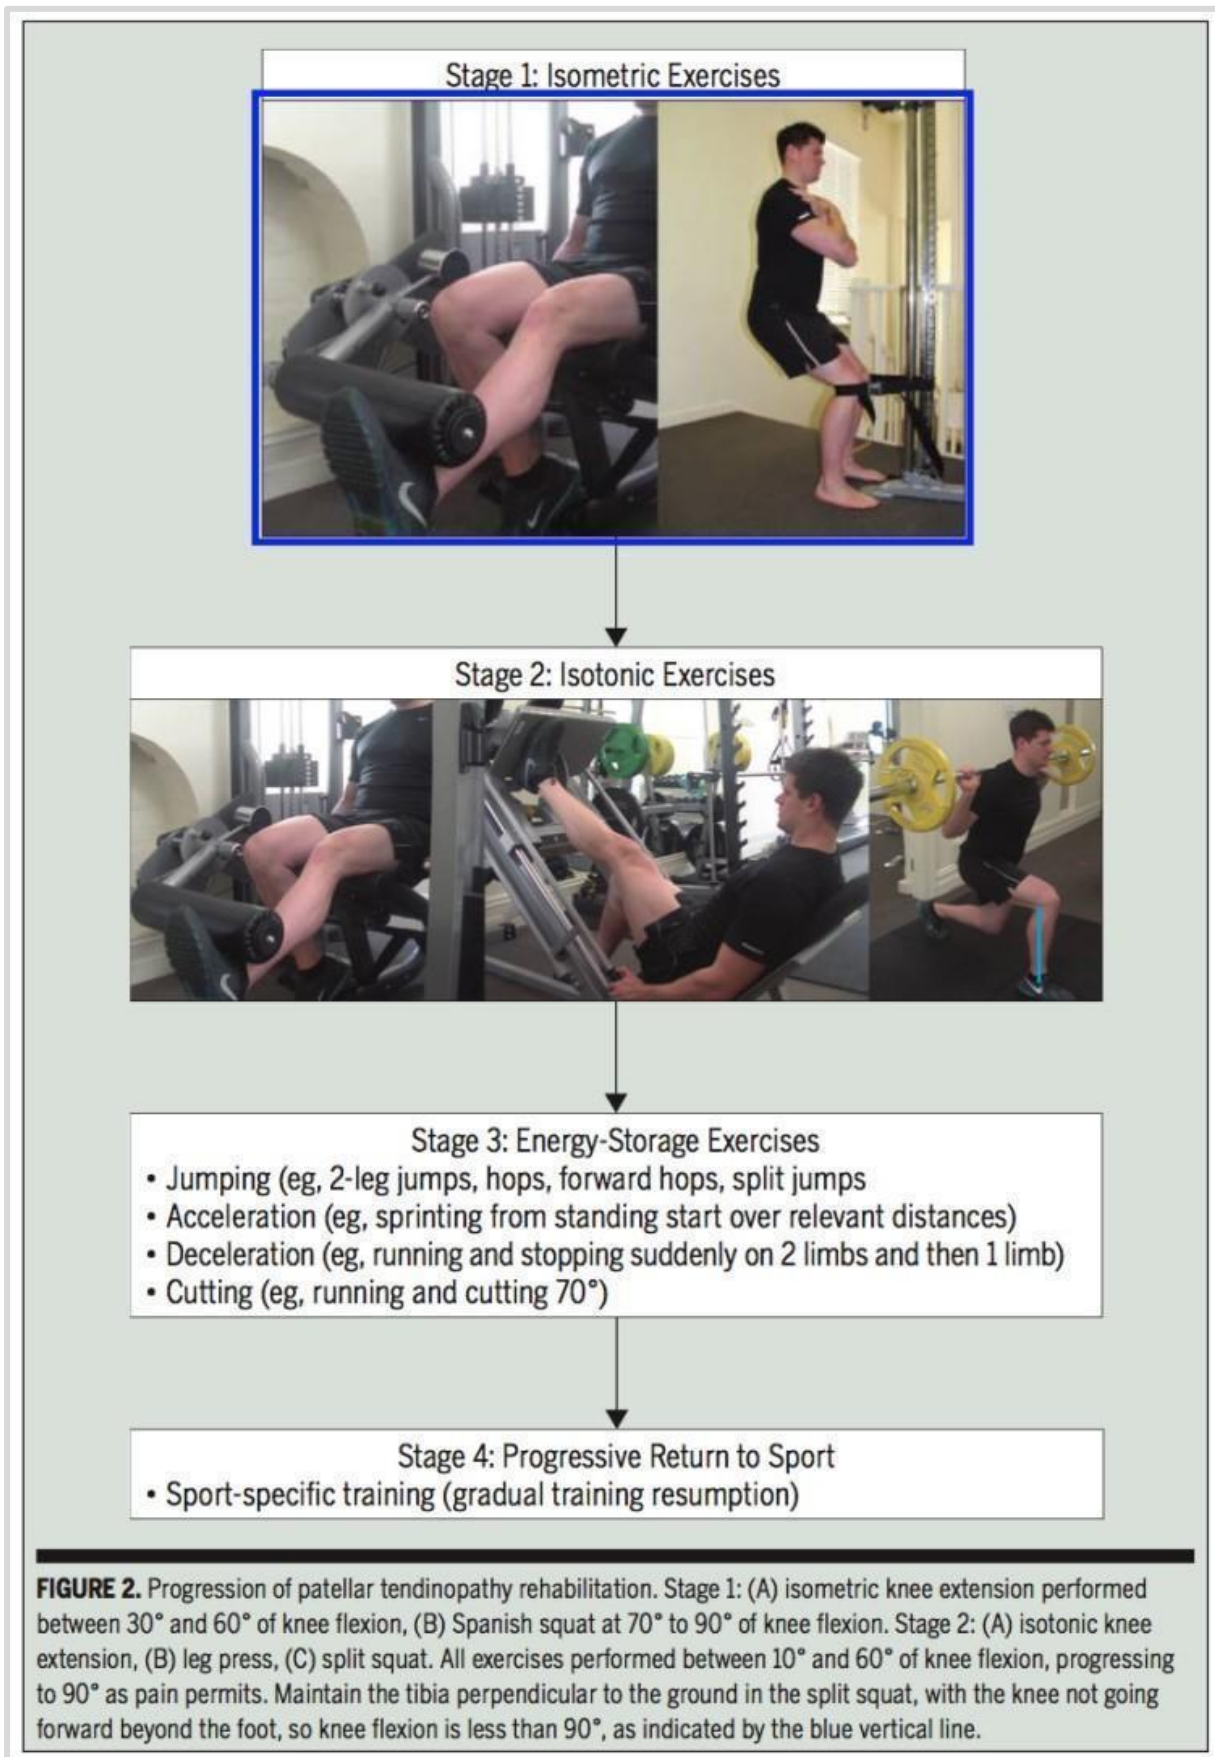 Stage 1: Isometric Exercises
Stage 2: Isotonic Exercises
Stage 3: Energy-Storage Exercises
• Jumping (eg, 2-leg jumps, hops, forward hops, split jumps
• Acceleration (eg, sprinting from standing start over relevant distances)
• Deceleration (eg, running and stopping suddenly on 2 limbs and then 1 limb)
• Cutting (eg, running and cutting 70°)
Stage 4: Progressive Return to Sport
• Sport-specific training (gradual training resumption)
FIGURE 2. Progression of patellar tendinopathy rehabilitation. Stage 1: (A) isometric knee extension performed
between 30° and 60° of knee flexion, (B) Spanish squat at 70° to 90° of knee flexion. Stage 2: (A) isotonic knee
extension, (B) leg press, (C) split squat. All exercises performed between 10° and 60° of knee flexion, progressing
to 90° as pain permits. Maintain the tibia perpendicular to the ground in the split squat, with the knee not going
forward beyond the foot, so knee flexion is less than 90°, as indicated by the blue vertical line.